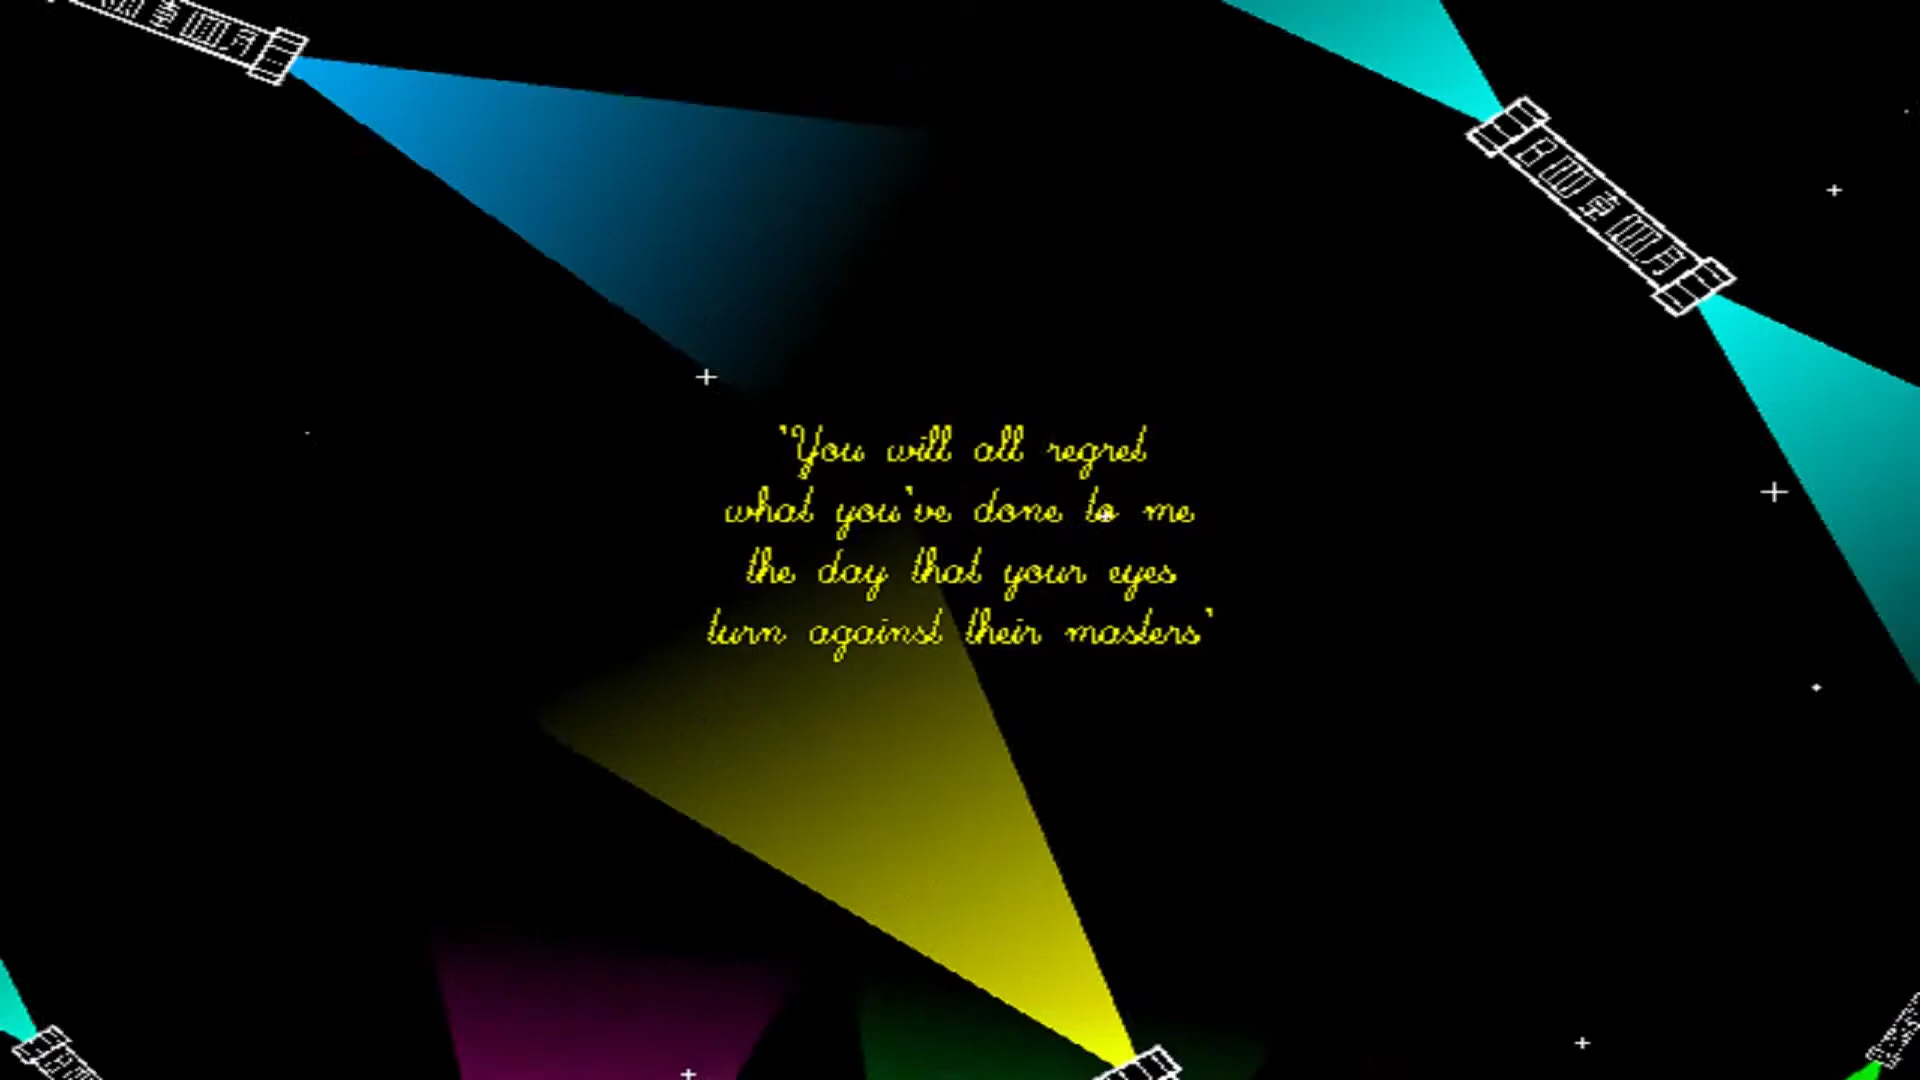 'You will all regret
what you've done to me
the day that your eyes
turn against their masters'